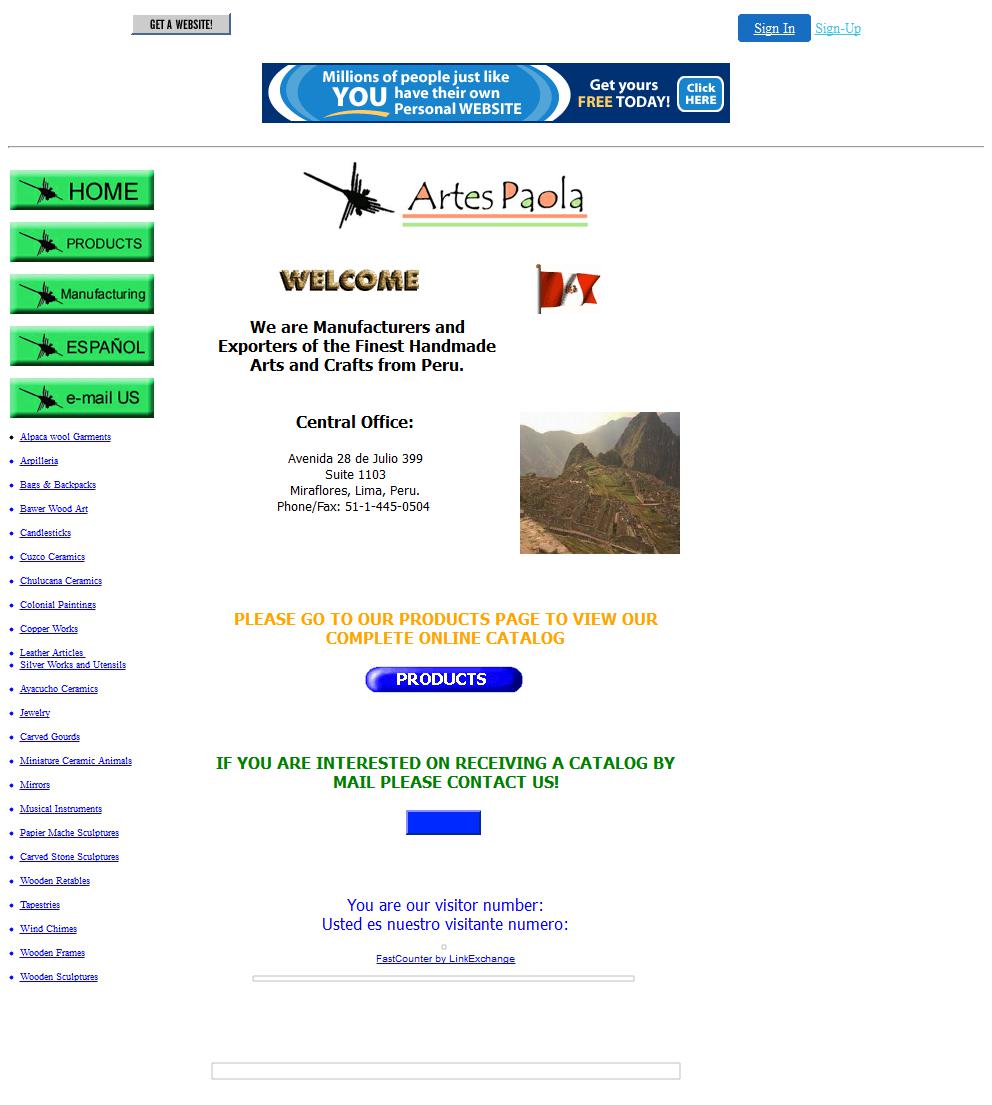 GET A WEBSITE!
Sign In Sign-Up
Millions of people just like
YOU have their own
Personal WEBSITE
Get yours
FREE TODAY!
Click
HERE
HOME
PRODUCTS
Manufacturing
ESPAÑOL
e-mail US
Alpaca wool Garments
Arpilleria
Bags & Backpacks
Bawer Wood Art
Candlesticks
Cuzco Ceramics
Chulucana Ceramics
Colonial Paintings
Copper Works
Leather Articles
Silver Works and Utensils
Ayacucho Ceramics
Jewelry
Carved Gourds
Miniature Ceramic Animals
Mirrors
Musical Instruments
Papier Mache Sculptures
Carved Stone Sculptures
Wooden Retables
Tapestries
Wind Chimes
Wooden Frames
Wooden Sculptures
Artes Paola
WELCOME
We are Manufacturers and
Exporters of the Finest Handmade
Arts and Crafts from Peru.
Central Office:
Avenida 28 de Julio 399
Suite 1103
Miraflores, Lima, Peru.
Phone/Fax: 51-1-445-0504
PLEASE GO TO OUR PRODUCTS PAGE TO VIEW OUR
COMPLETE ONLINE CATALOG
PRODUCTS
IF YOU ARE INTERESTED ON RECEIVING A CATALOG BY
MAIL PLEASE CONTACT US!
You are our visitor number:
Usted es nuestro visitante numero:
FastCounter by LinkExchange